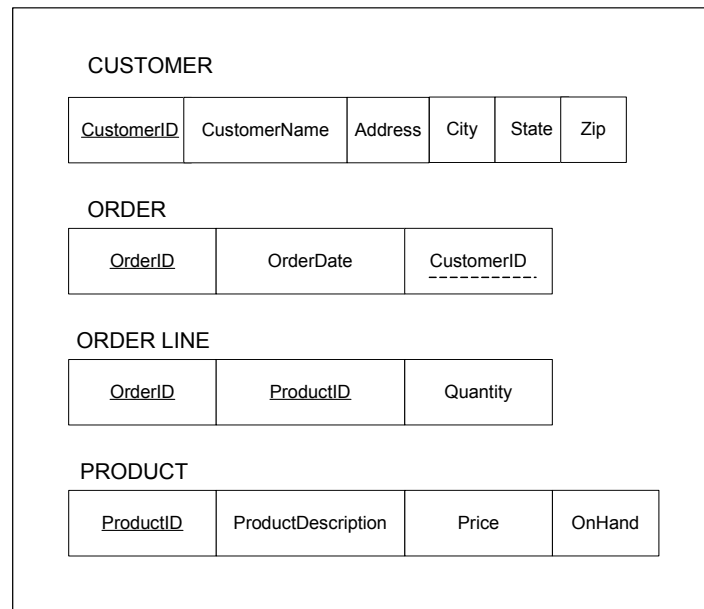 CUSTOMER
CustomerID CustomerName Address City State Zip
ORDER
OrderID OrderDate CustomerID
ORDER LINE
OrderID ProductID Quantity
PRODUCT
ProductID ProductDescription Price OnHand